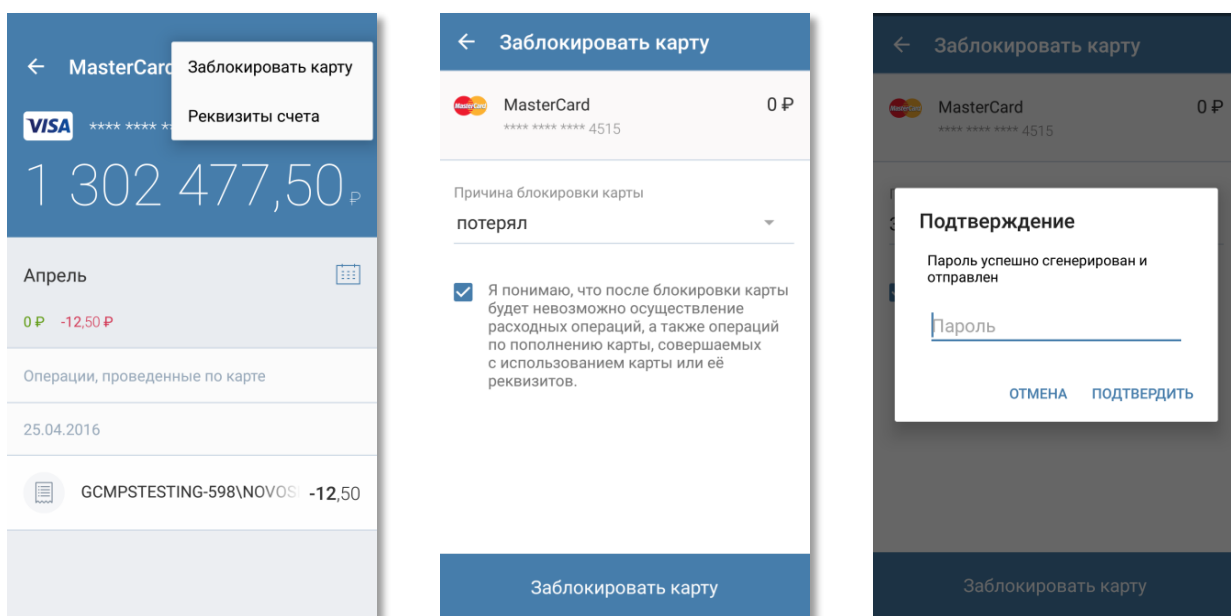 MasterCard
Заблокировать карту
Реквизиты счета
VISA **** **** *
1 302 477,50 ₽
Апрель
0 ₽ -12,50 ₽
Операции, проведенные по карте
25.04.2016
GCMPSTESTING-598\NOVOS -12,50
Заблокировать карту
MasterCard
MasterCard 0 ₽
**** **** **** 4515
Причина блокировки карты
потерял
Я понимаю, что после блокировки карты
будет невозможно осуществление
расходных операций, а также операций
по пополнению карты, совершаемых
с использованием карты или её
реквизитов.
Заблокировать карту
Заблокировать карту
MasterCard
MasterCard 0 ₽
**** **** **** 4515
Подтверждение
Пароль успешно сгенерирован и
отправлен
Пароль
ОТМЕНА ПОДТВЕРДИТЬ
Заблокировать карту